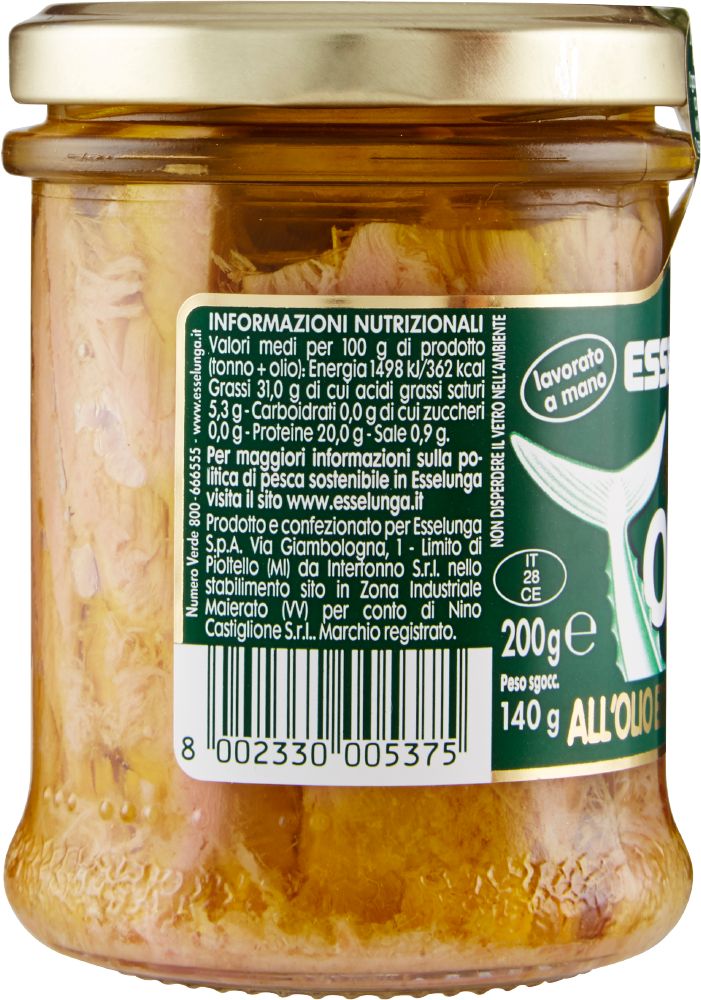 INFORMAZIONI NUTRIZIONALI
Valori medi per 100 g di prodotto
(tonno + olio): Energia 1498 kJ/362 kcal
Grassi 31,0 g di cui acidi grassi saturi
5,3 g - Carboidrati 0,0 g di cui zuccheri
0,0 g - Proteine 20,0 g - Sale 0,9 g.
Per maggiori informazioni sulla po-
litica di pesca sostenibile in Esselunga
visita il sito www.esselunga.it
Prodotto e confezionato per Esselunga
S.p.A. Via Giambologna, 1 - Limito di
Pioltello (MI) da Intertonno S.r.l. nello
stabilimento sito in Zona Industriale
Maierato (VV) per conto di Nino
Castiglione S.r.l.. Marchio registrato.
Numero Verde 800-666555 - www.esselunga.it
NON DISPERDERE IL VETRO NELL'AMBIENTE
8 002330 005375
lavorato
a mano
ESS
IT
28
CE
200g e
Peso sgocc.
140 g
ALL'OLIO